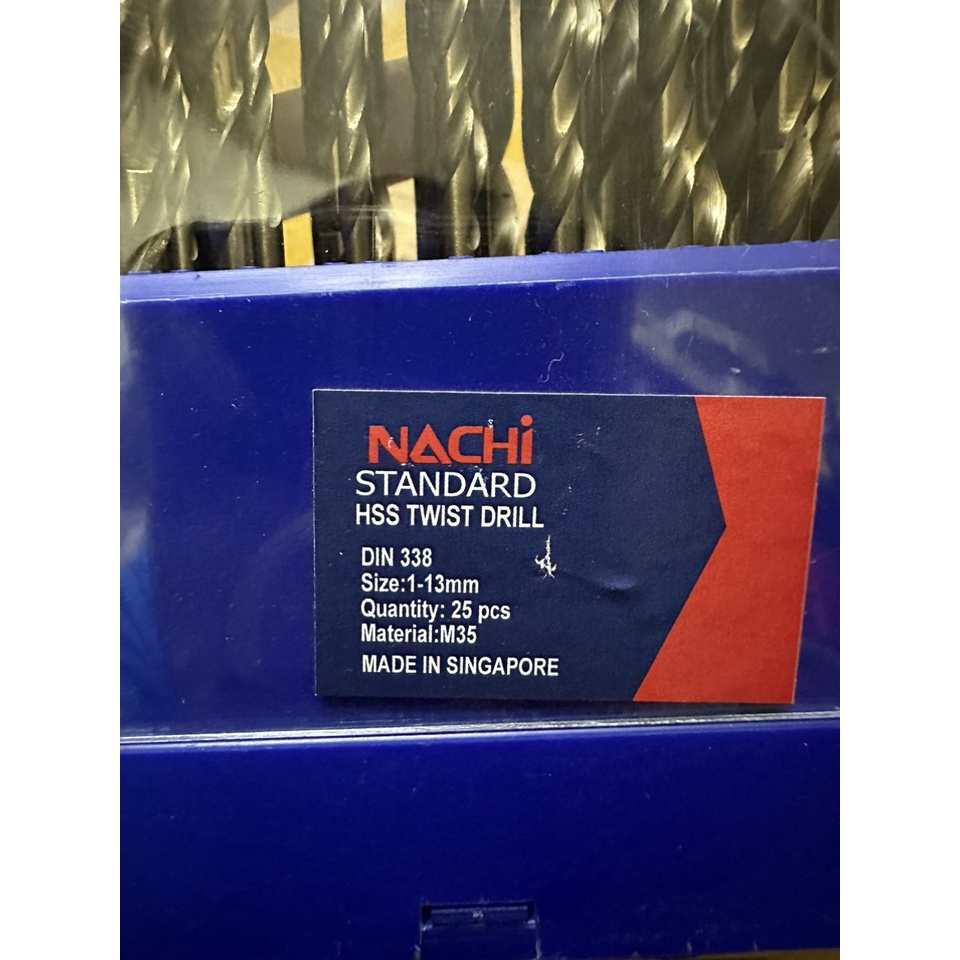 NACHi
STANDARD
HSS TWIST DRILL
DIN 338
Size:1-13mm
Quantity: 25 pcs
Material:M35
MADE IN SINGAPORE